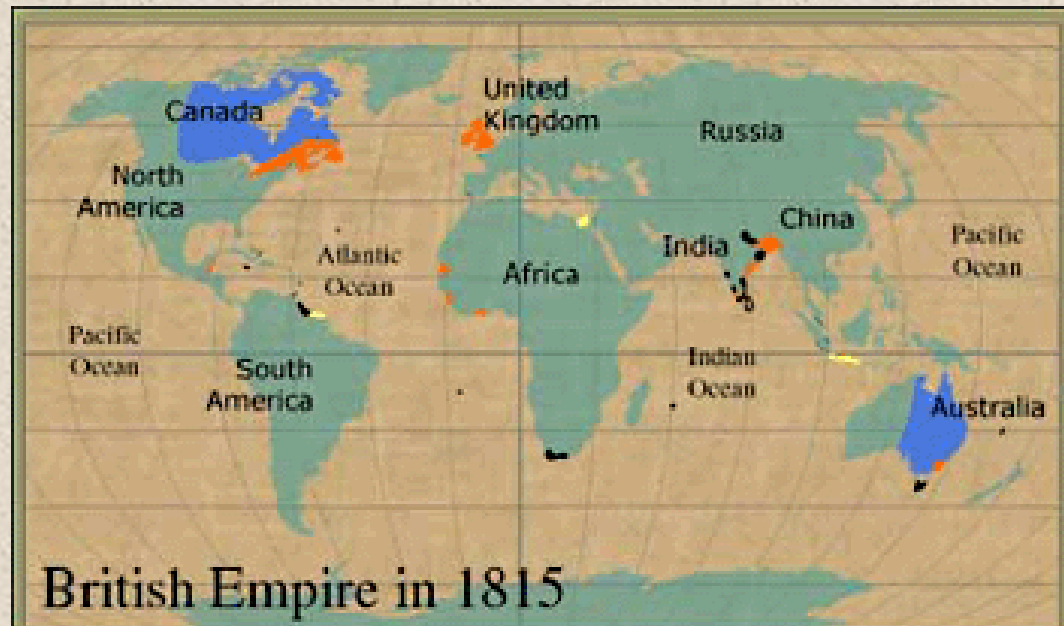 United
Kingdom
Canada
Russia
North
America
China
India
Pacific
Ocean
Atlantic
Ocean
Africa
Pacific
Ocean
Indian
Ocean
South
America
Australia
British Empire in 1815